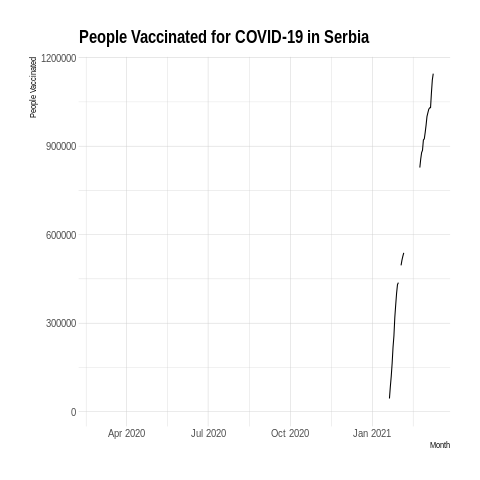 People Vaccinated for COVID-19 in Serbia
People Vaccinated
1200000
900000
600000
300000
0
Apr 2020 Jul 2020 Oct 2020 Jan 2021
Month